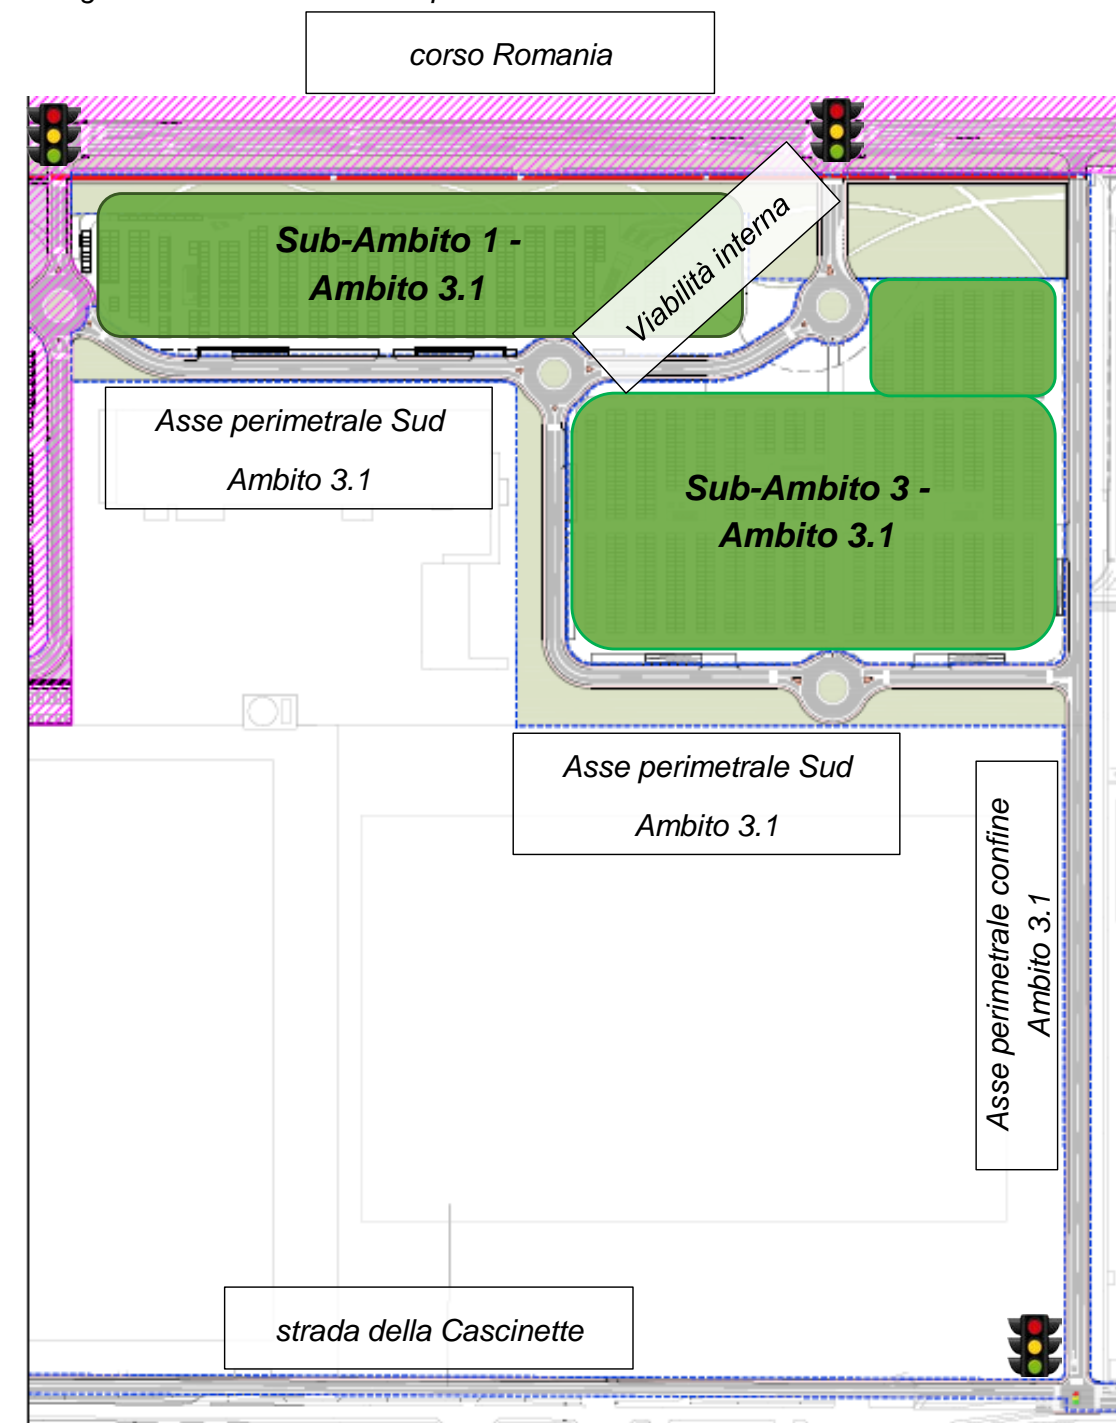 corso Romania
Sub-Ambito 1 -
Ambito 3.1
Viabilità interna
Asse perimetrale Sud
Ambito 3.1
Sub-Ambito 3 -
Ambito 3.1
Asse perimetrale Sud
Ambito 3.1
Asse perimetrale confine
Ambito 3.1
strada della Cascinette